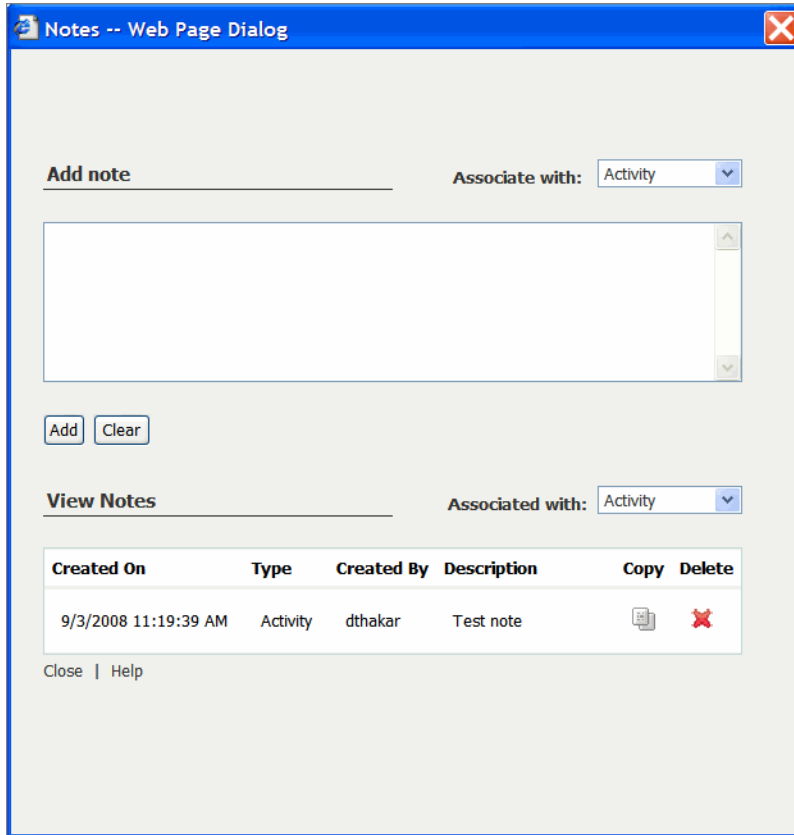 Notes -- Web Page Dialog
Add note Associate with: Activity
Add Clear
View Notes Associated with: Activity
Created On Type Created By Description Copy Delete
9/3/2008 11:19:39 AM Activity dthakar Test note
Close | Help